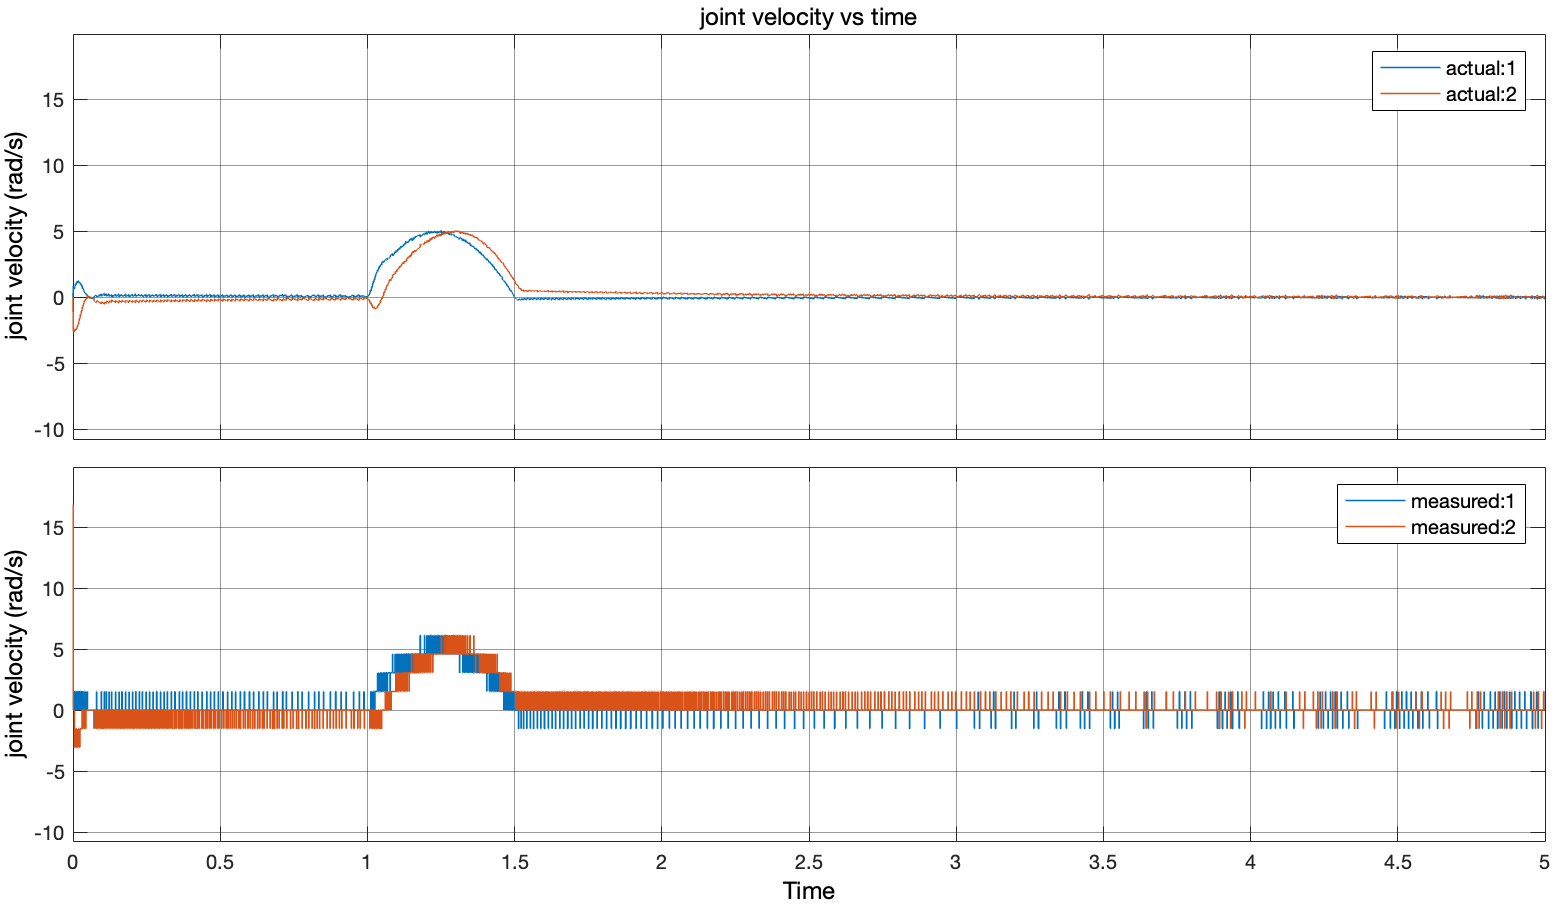 joint velocity vs time
joint velocity (rad/s)
15
10
5
0
-5
-10
actual:1
actual:2
joint velocity (rad/s)
15
10
5
0
-5
-10
measured:1
measured:2
0 0.5 1 1.5 2 2.5 3 3.5 4 4.5 5
Time